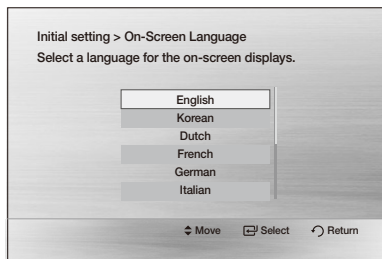 Initial setting > On-Screen Language
Select a language for the on-screen displays.
English
Korean
Dutch
French
German
Italian
Move Select Return